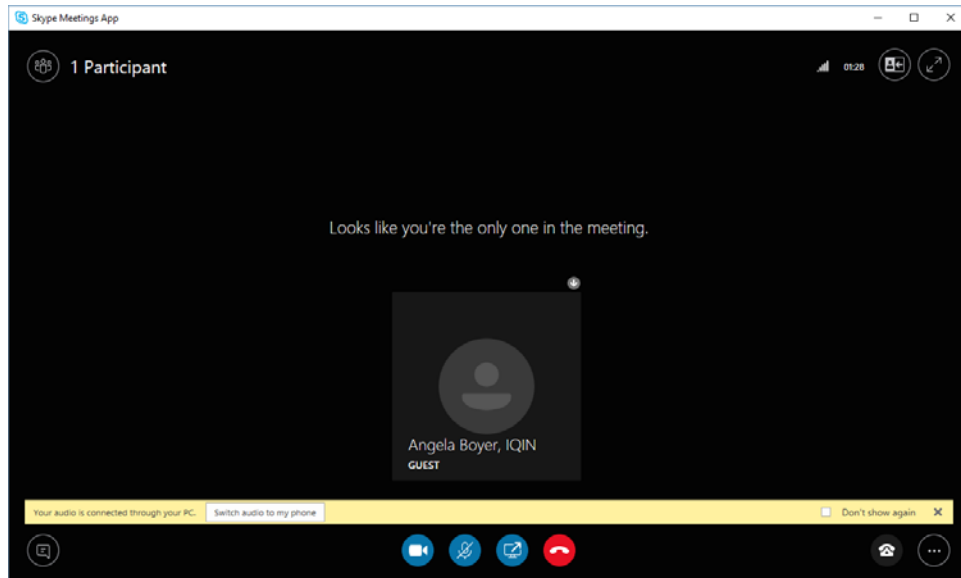 Skype Meetings App
1 Participant
01:28
Looks like you're the only one in the meeting.
Angela Boyer, IQIN
GUEST
Your audio is connected through your PC. Switch audio to my phone Don't show again